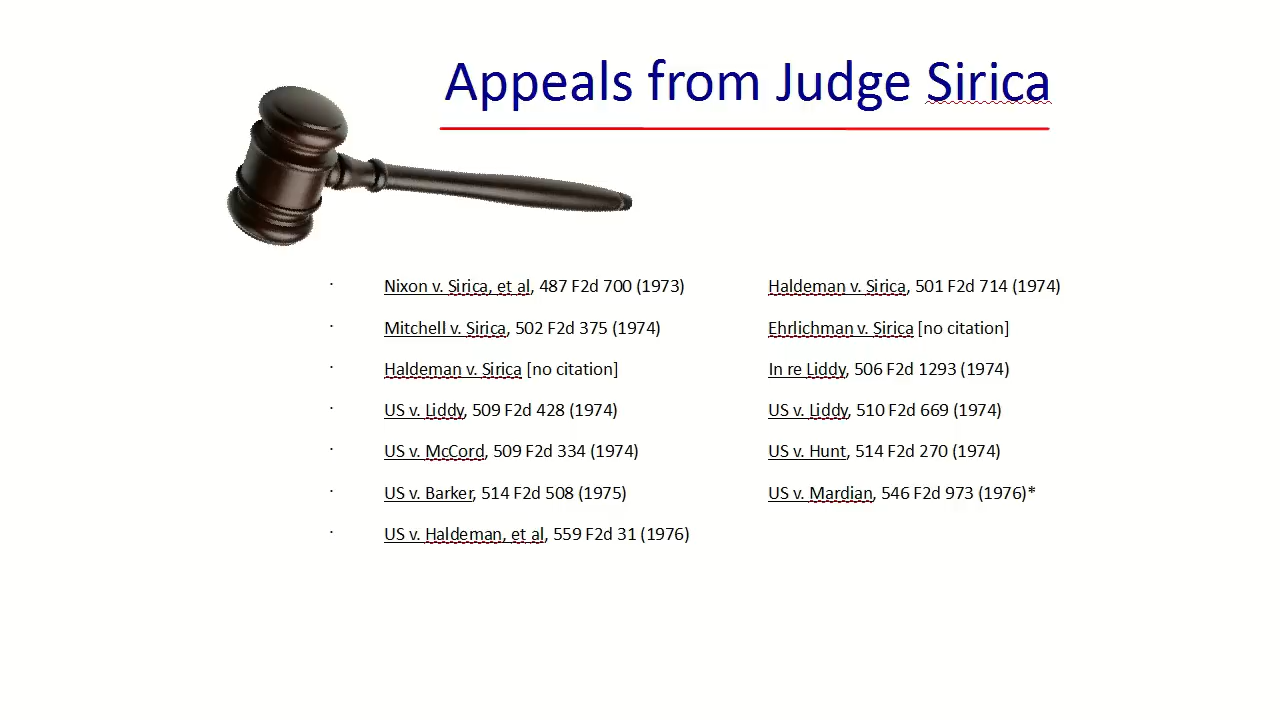 Appeals from Judge Sirica
· Nixon v. Sirica, et al, 487 F2d 700 (1973) Haldeman v. Sirica, 501 F2d 714 (1974)
· Mitchell v. Sirica, 502 F2d 375 (1974) Ehrlichman v. Sirica [no citation]
· Haldeman v. Sirica [no citation] In re Liddy, 506 F2d 1293 (1974)
· US v. Liddy, 509 F2d 428 (1974) US v. Liddy, 510 F2d 669 (1974)
· US v. McCord, 509 F2d 334 (1974) US v. Hunt, 514 F2d 270 (1974)
· US v. Barker, 514 F2d 508 (1975) US v. Mardian, 546 F2d 973 (1976)*
· US v. Haldeman, et al, 559 F2d 31 (1976)